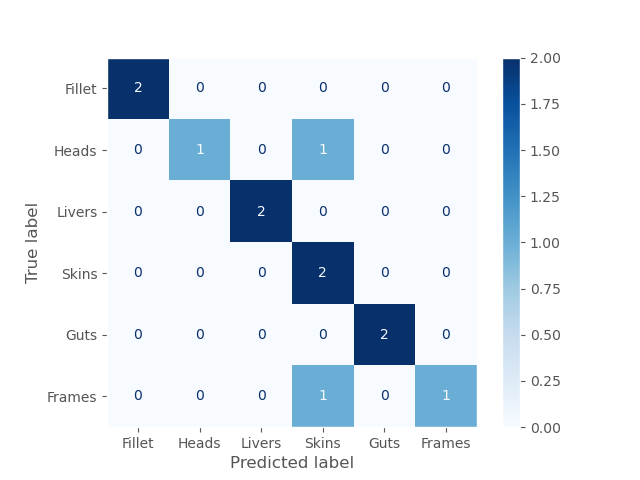 Fillet 2 0 0 0 0 0
Heads 0 1 0 1 0 0
Livers 0 0 2 0 0 0
Skins 0 0 0 2 0 0
Guts 0 0 0 0 2 0
Frames 0 0 0 1 0 1
Fillet Heads Livers Skins Guts Frames
Predicted label
True label
2.00
1.75
1.50
1.25
1.00
0.75
0.50
0.25
0.00